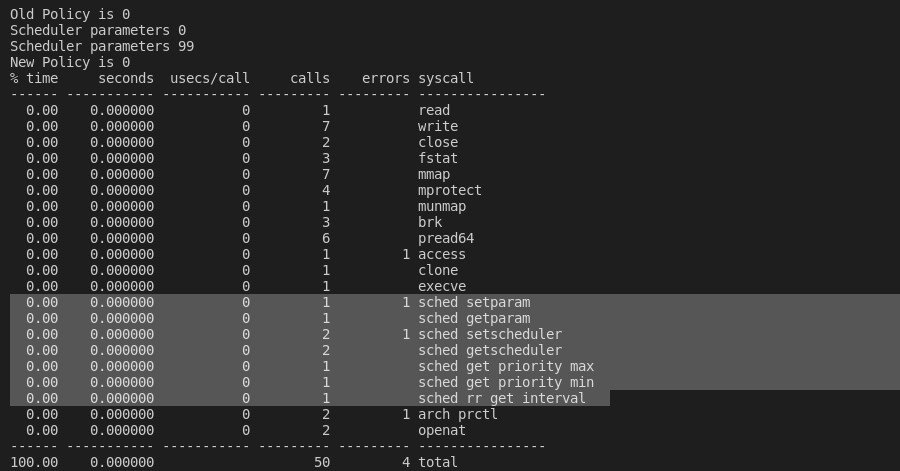 Old Policy is 0
Scheduler parameters 0
Scheduler parameters 99
New Policy is 0
% time     seconds  usecs/call     calls    errors syscall
------ ----------- ----------- --------- --------- ----------------
  0.00    0.000000           0         1           read
  0.00    0.000000           0         7           write
  0.00    0.000000           0         2           close
  0.00    0.000000           0         3           fstat
  0.00    0.000000           0         7           mmap
  0.00    0.000000           0         4           mprotect
  0.00    0.000000           0         1           munmap
  0.00    0.000000           0         3           brk
  0.00    0.000000           0         6           pread64
  0.00    0.000000           0         1         1 access
  0.00    0.000000           0         1           clone
  0.00    0.000000           0         1           execve
  0.00    0.000000           0         1         1 sched setparam
  0.00    0.000000           0         1           sched getparam
  0.00    0.000000           0         2         1 sched setscheduler
  0.00    0.000000           0         2           sched getscheduler
  0.00    0.000000           0         1           sched get priority max
  0.00    0.000000           0         1           sched get priority min
  0.00    0.000000           0         1           sched rr get interval
  0.00    0.000000           0         2         1 arch prctl
  0.00    0.000000           0         2           openat
------ ----------- ----------- --------- --------- ----------------
100.00    0.000000                    50         4 total